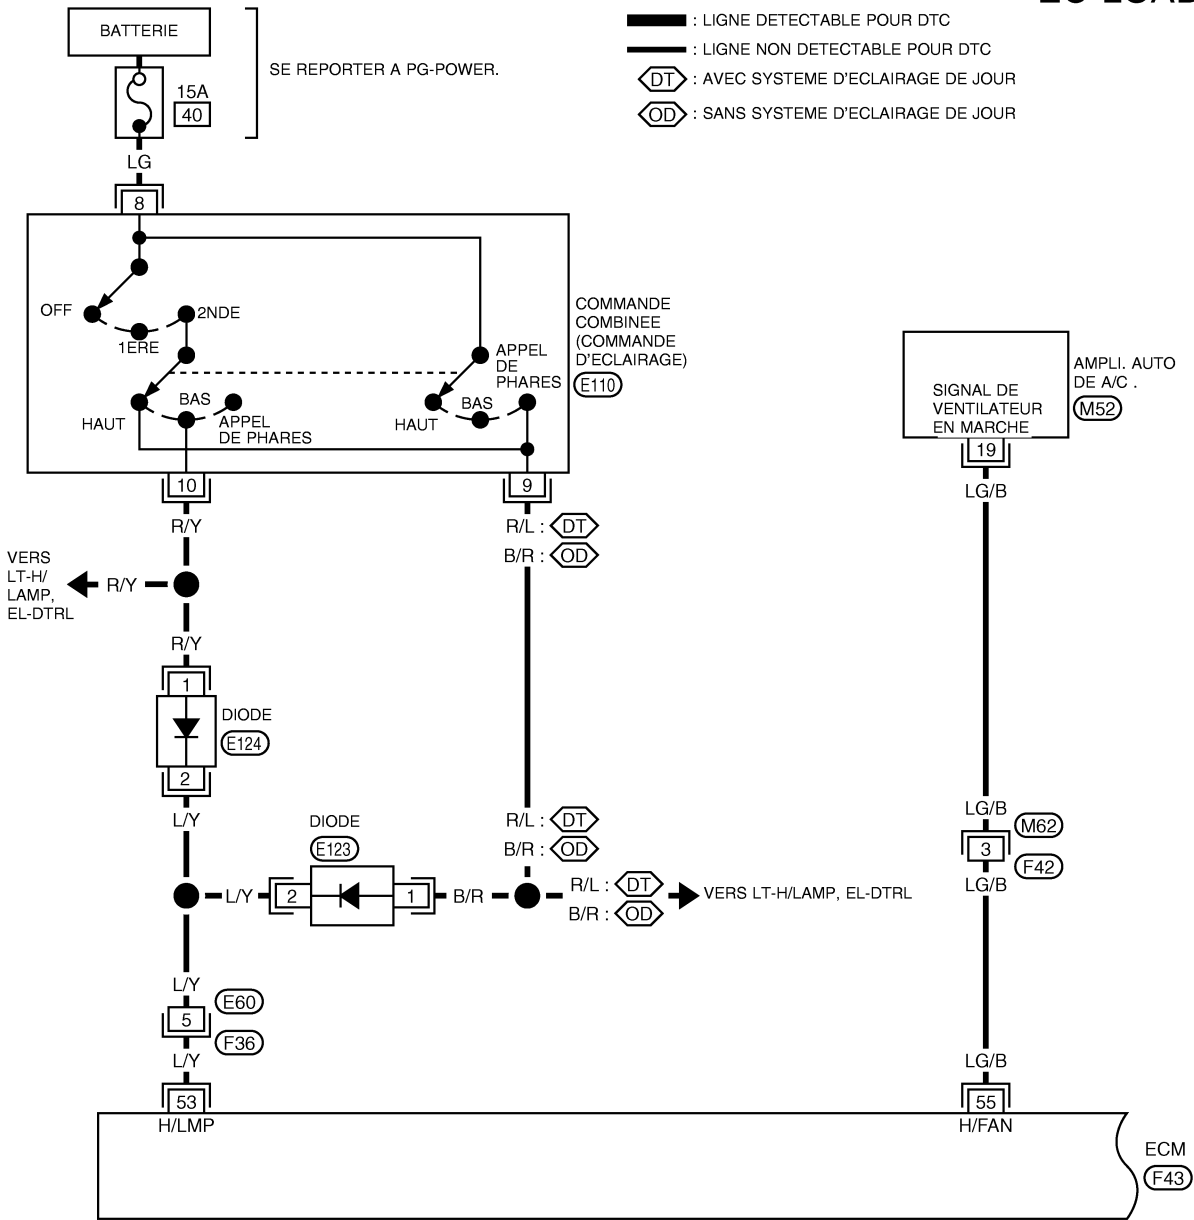 BATTERIE
: LIGNE DETECTABLE POUR DTC
: LIGNE NON DETECTABLE POUR DTC
DT : AVEC SYSTEME D'ECLAIRAGE DE JOUR
OD : SANS SYSTEME D'ECLAIRAGE DE JOUR
SE REPORTER A PG-POWER.
15A
40
LG
8
OFF
2NDE
1ERE
HAUT
BAS
APPEL
DE PHARES
APPEL
DE
PHARES
HAUT
BAS
COMMANDE
COMBINEE
(COMMANDE
D'ECLAIRAGE)
E110
SIGNAL DE
VENTILATEUR
EN MARCHE
AMPLI. AUTO
DE A/C .
M52
10
9
19
R/Y
R/L : DT
B/R : OD
LG/B
VERS
LT-H/
LAMP,
EL-DTRL
R/Y
R/Y
1
DIODE
E124
2
L/Y
R/L : DT
B/R : OD
LG/B
M62
3
F42
LG/B
DIODE
E123
L/Y
2
1
B/R
R/L : DT
B/R : OD
VERS LT-H/LAMP, EL-DTRL
L/Y
E60
5
F36
L/Y
LG/B
53
H/LMP
55
H/FAN
ECM
F43